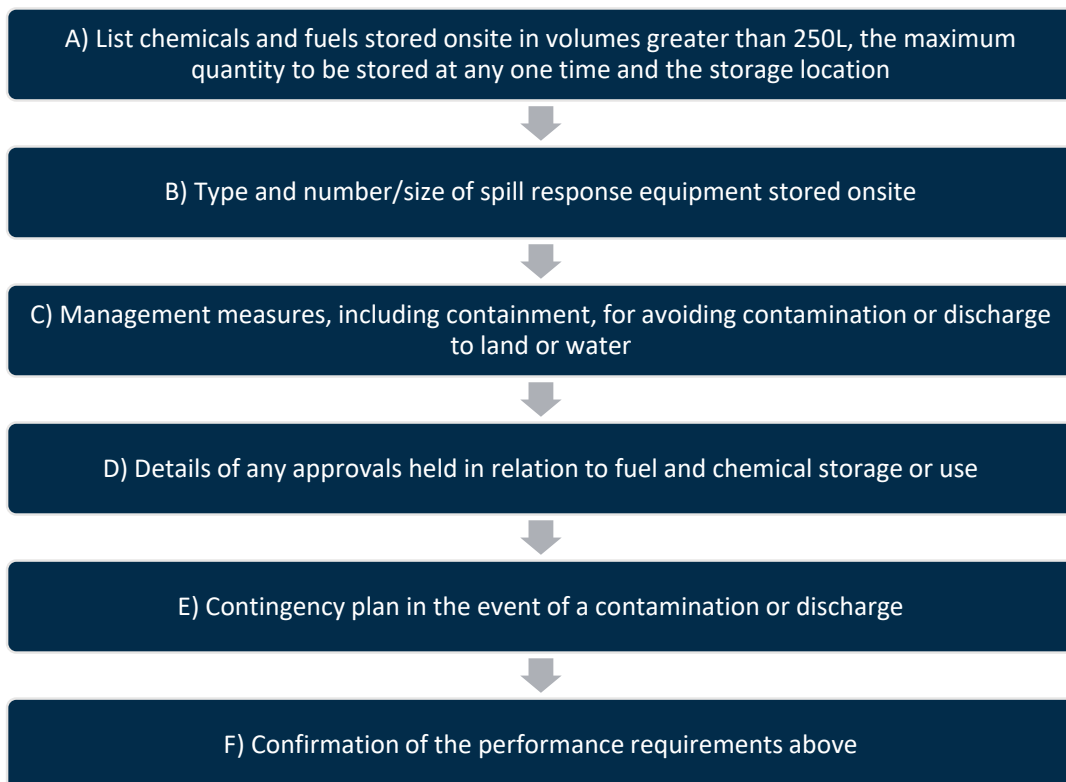 A) List chemicals and fuels stored onsite in volumes greater than 250L, the maximum
quantity to be stored at any one time and the storage location
B) Type and number/size of spill response equipment stored onsite
C) Management measures, including containment, for avoiding contamination or discharge
to land or water
D) Details of any approvals held in relation to fuel and chemical storage or use
E) Contingency plan in the event of a contamination or discharge
F) Confirmation of the performance requirements above